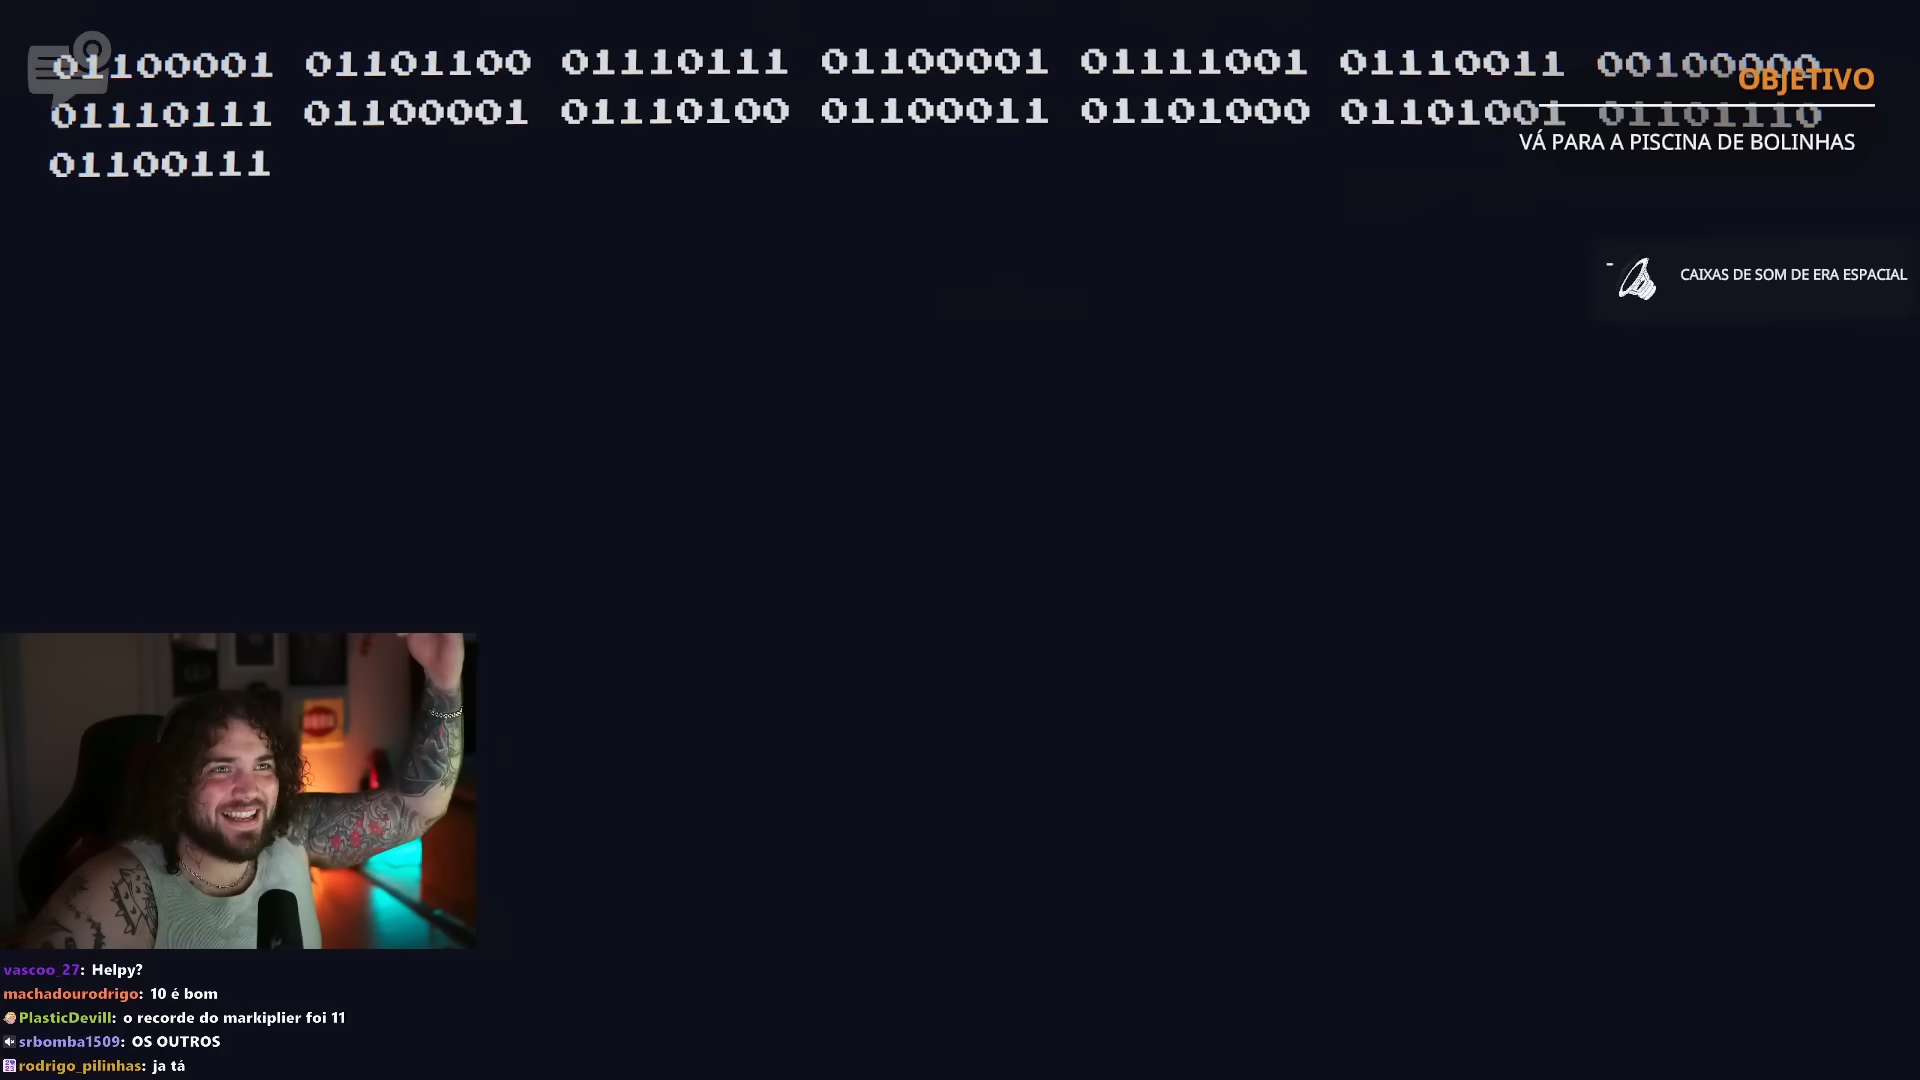 01100001 01101100 01110111 01100001 01111001 01110011 00100000
01110111 01100001 01110100 01100011 01101000 01101001 01101110
01100111
OBJETIVO
VÁ PARA A PISCINA DE BOLINHAS
CAIXAS DE SOM DE ERA ESPACIAL
vascoo_27: Helpy?
machadourodrigo: 10 é bom
PlasticDevill: o recorde do markiplier foi 11
srbomba1509: OS OUTROS
rodrigo_pilinhas: ja tá